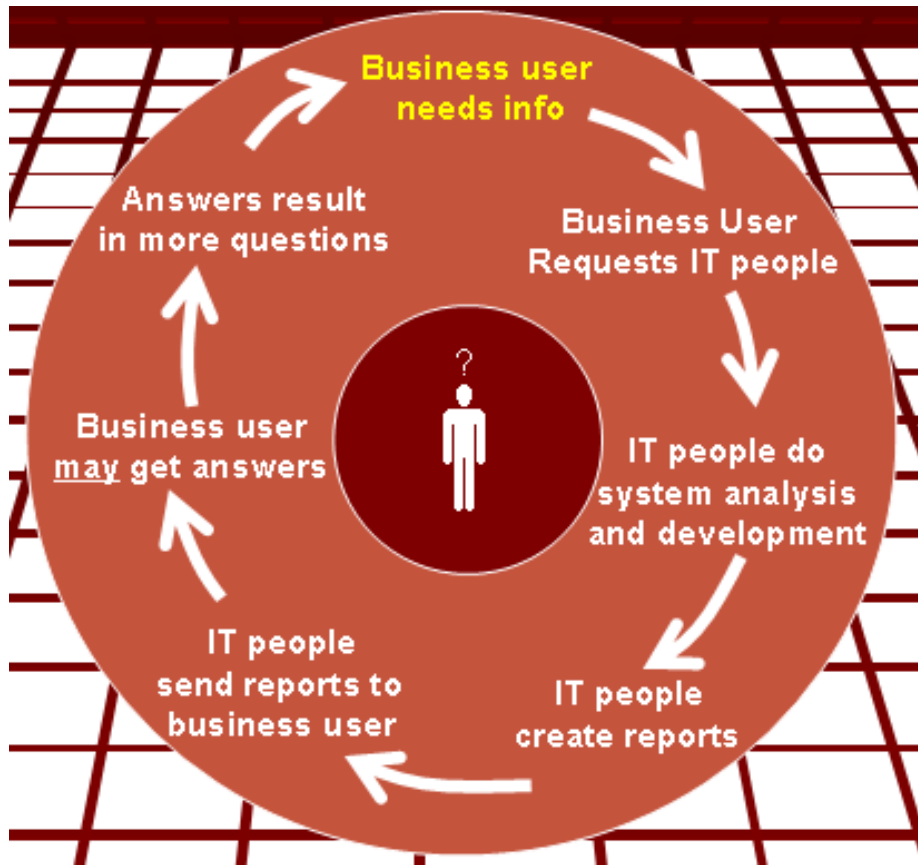 Business user
needs info
Business User
Requests IT people
IT people do
system analysis
and development
IT people
create reports
IT people
send reports to
business user
Business user
may get answers
Answers result
in more questions
?